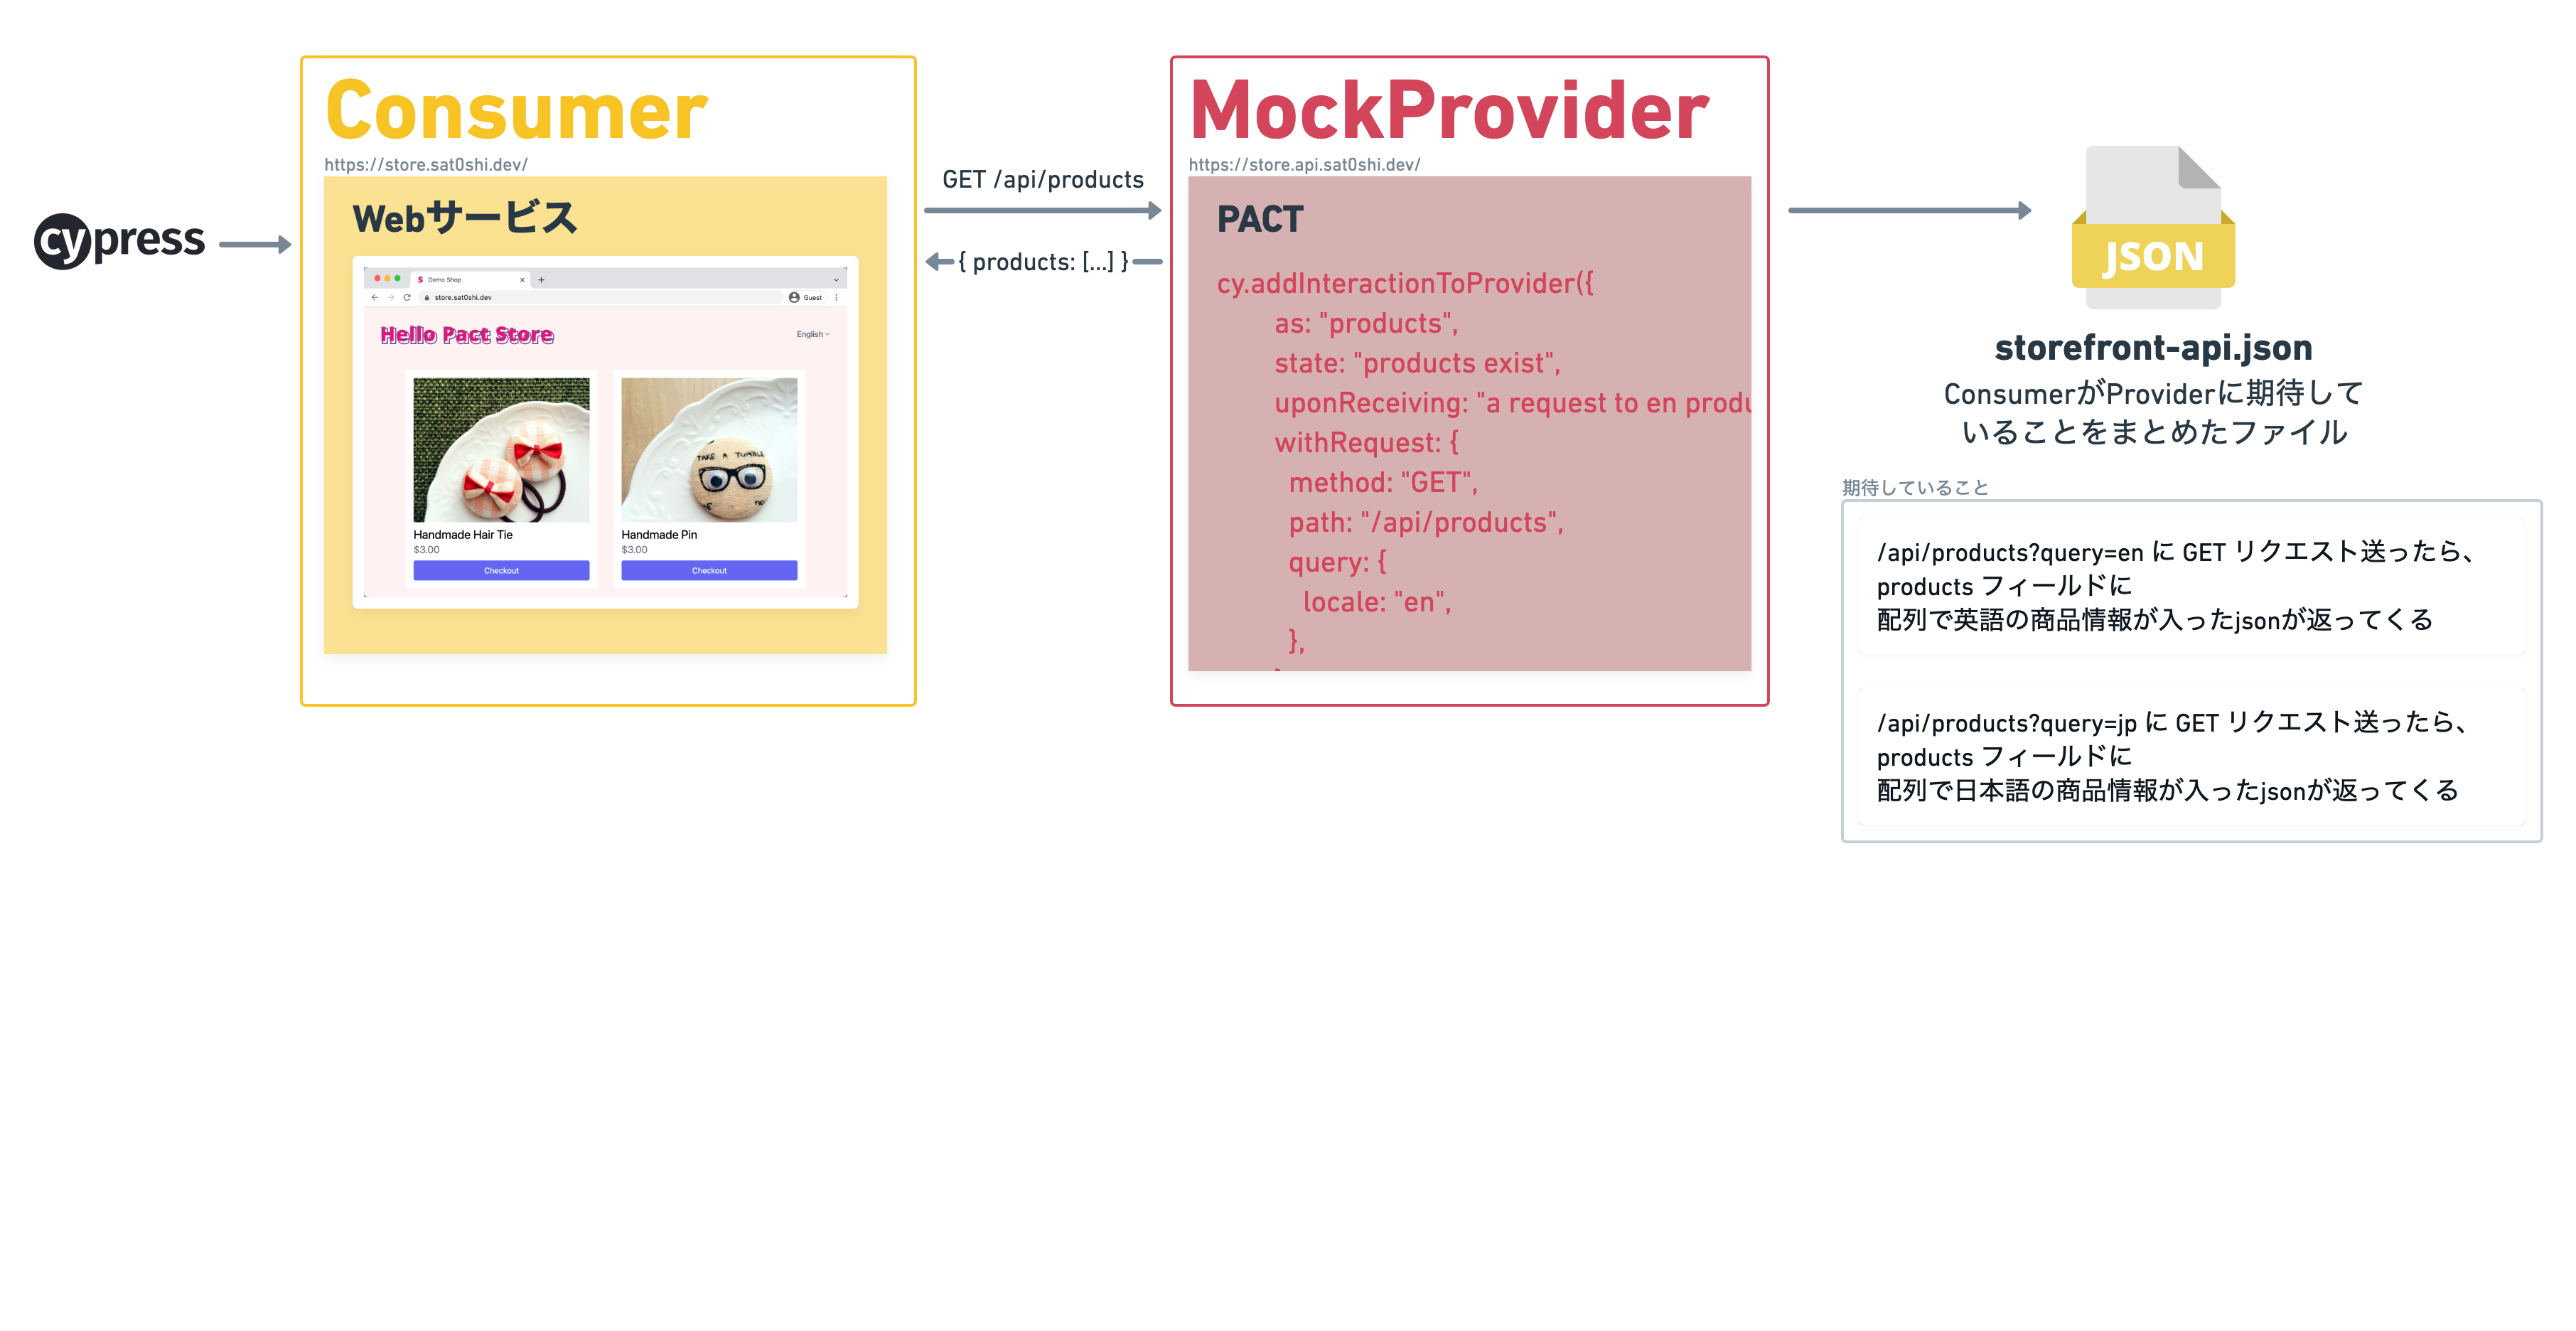 cypress
Consumer
https://store.sat0shi.dev/
Webサービス
Demo Shop
store.sat0shi.dev
Guest
Hello Pact Store
English
TAKE A TUMBLE
no
Handmade Hair Tie
$3.00
Checkout
Handmade Pin
$3.00
Checkout
GET /api/products
{ products: [...] }
MockProvider
https://store.api.sat0shi.dev/
PACT
cy.addInteractionToProvider({
as: "products",
state: "products exist",
uponReceiving: "a request to en produ
withRequest: {
method: "GET",
path: "/api/products",
query: {
locale: "en",
},
JSON
storefront-api.json
ConsumerがProviderに期待して
いることをまとめたファイル
期待していること
/api/products?query=en に GET リクエスト送ったら、
products フィールドに
配列で英語の商品情報が入ったjsonが返ってくる
/api/products?query=jp に GET リクエスト送ったら、
products フィールドに
配列で日本語の商品情報が入ったjsonが返ってくる